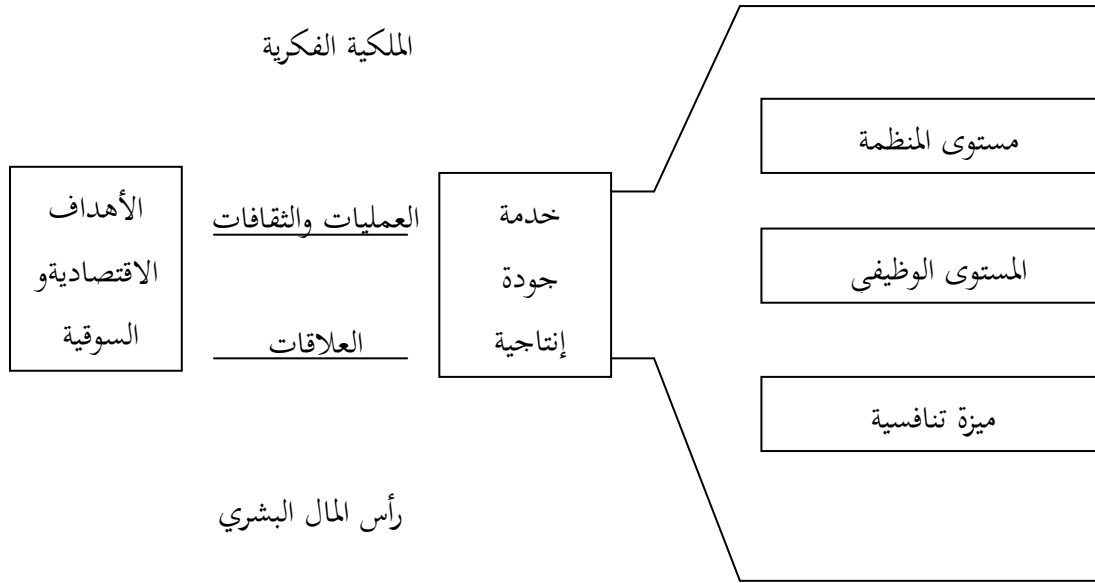 الملكية الفكرية
مستوى المنظمة
المستوى الوظيفي
ميزة تنافسية
خدمة
جودة
إنتاجية
العمليات والثقافات
العلاقات
الأهداف
الاقتصاديةو
السوقية
رأس المال البشري